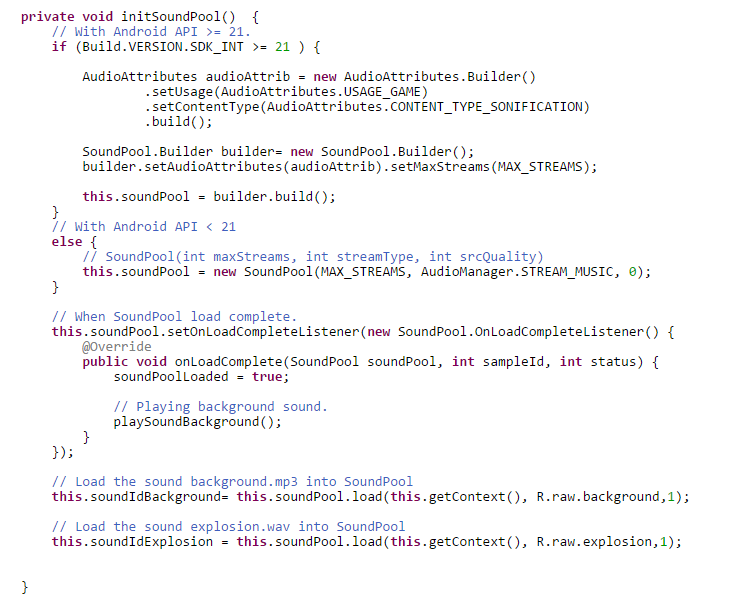 private void initSoundPool()  {
    // With Android API >= 21.
    if (Build.VERSION.SDK_INT >= 21 ) {
        AudioAttributes audioAttrib = new AudioAttributes.Builder()
                .setUsage(AudioAttributes.USAGE_GAME)
                .setContentType(AudioAttributes.CONTENT_TYPE_SONIFICATION)
                .build();
        SoundPool.Builder builder= new SoundPool.Builder();
        builder.setAudioAttributes(audioAttrib).setMaxStreams(MAX_STREAMS);
        this.soundPool = builder.build();
    }
    // With Android API < 21
    else {
        // SoundPool(int maxStreams, int streamType, int srcQuality)
        this.soundPool = new SoundPool(MAX_STREAMS, AudioManager.STREAM_MUSIC, 0);
    }
    // When SoundPool load complete.
    this.soundPool.setOnLoadCompleteListener(new SoundPool.OnLoadCompleteListener() {
        @Override
        public void onLoadComplete(SoundPool soundPool, int sampleId, int status) {
            soundPoolLoaded = true;
            // Playing background sound.
            playSoundBackground();
        }
    });
    // Load the sound background.mp3 into SoundPool
    this.soundIdBackground= this.soundPool.load(this.getContext(), R.raw.background,1);
    // Load the sound explosion.wav into SoundPool
    this.soundIdExplosion = this.soundPool.load(this.getContext(), R.raw.explosion,1);
}